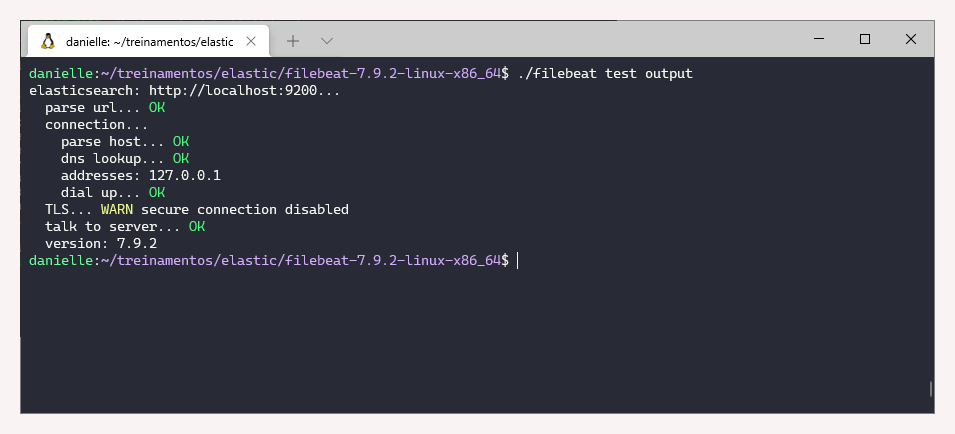 danielle: ~/treinamentos/elastic
danielle:~/treinamentos/elastic/filebeat-7.9.2-linux-x86_64$ ./filebeat test output
elasticsearch: http://localhost:9200...
  parse url... OK
  connection...
    parse host... OK
    dns lookup... OK
    addresses: 127.0.0.1
    dial up... OK
  TLS... WARN secure connection disabled
  talk to server... OK
  version: 7.9.2
danielle:~/treinamentos/elastic/filebeat-7.9.2-linux-x86_64$